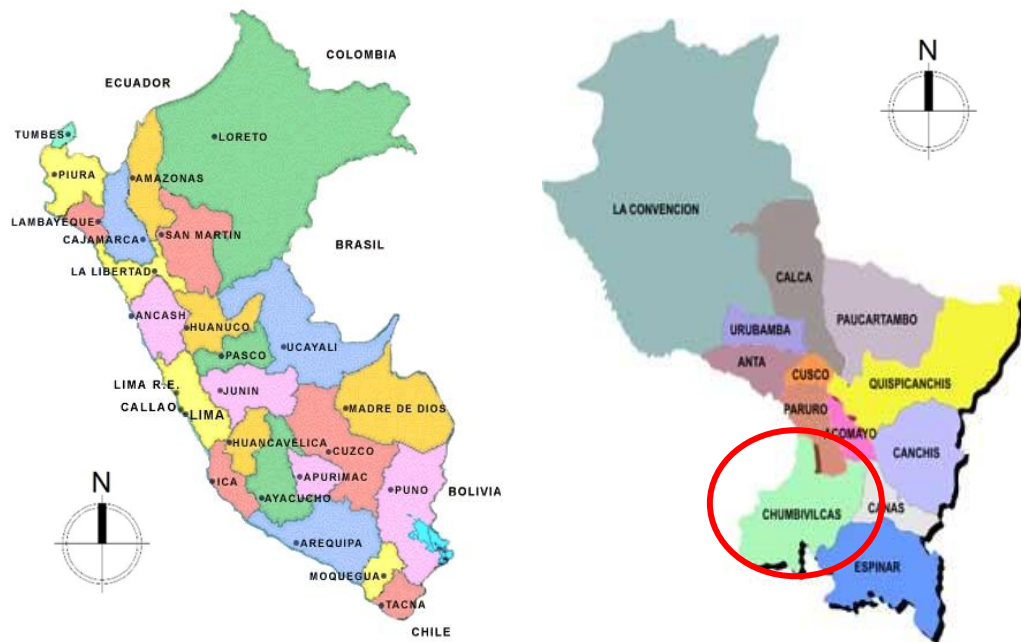 COLOMBIA
ECUADOR
TUMBES
LORETO
PIURA
AMAZONAS
LAMBAYEQUE
SAN MARTIN
CAJAMARCA
BRASIL
LA LIBERTAD
ANCASH
HUANUCO
UCAYALI
PASCO
LIMA R.E.
JUNIN
CALLAO
LIMA
MADRE DE DIOS
HUANCAVELICA
CUZCO
ICA
APURIMAC
PUNO
BOLIVIA
AYACUCHO
AREQUIPA
MOQUEGUA
TACNA
CHILE
N
N
LA CONVENCION
CALCA
PAUCARTAMBO
URUBAMBA
ANTA
CUSCO
QUISPICANCHIS
PARURO
ACOMAYO
CANCHIS
CHUMBIVILCAS
CANAS
ESPINAR